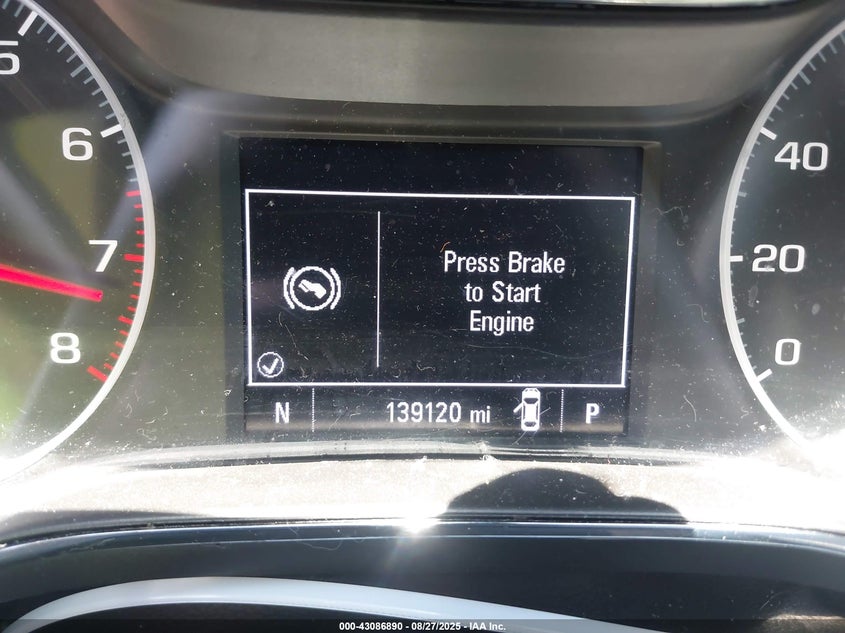 5
6
7
8
Press Brake
to Start
Engine
N 139120 mi P
40
20
0
000-43086890 - 08/27/2025 - IAA Inc.